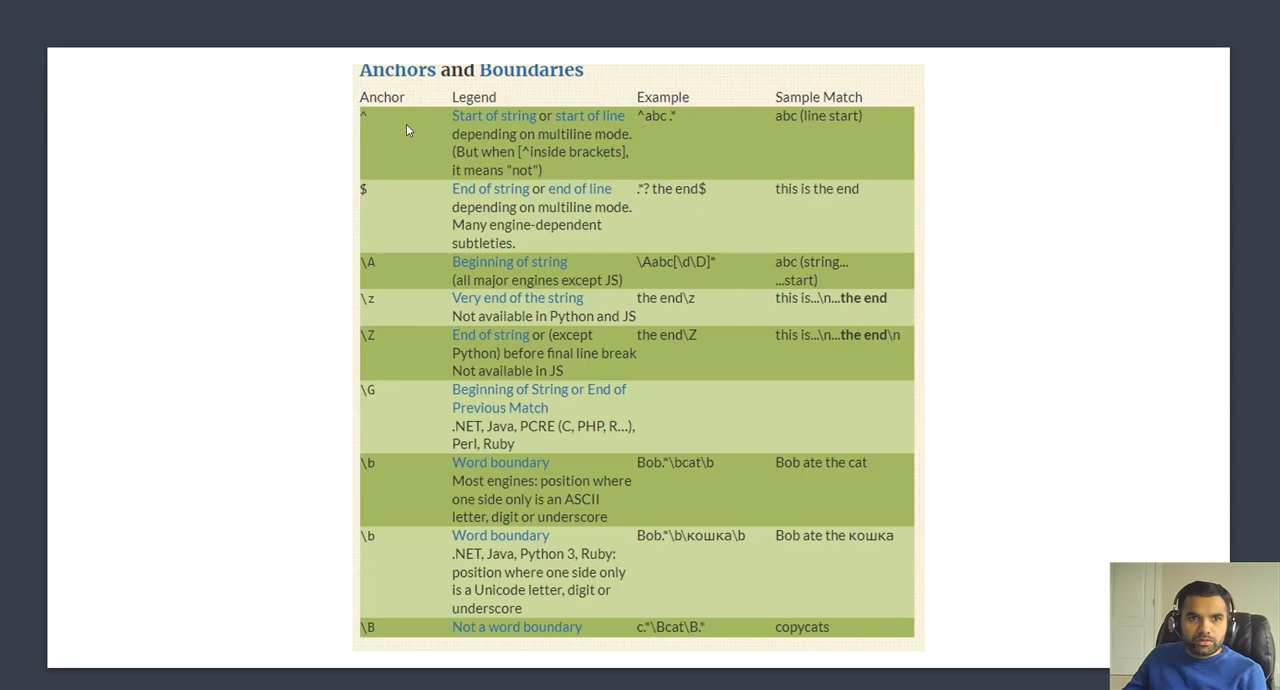 Anchors and Boundaries
Anchor Legend Example Sample Match
^ Start of string or start of line ^abc .* abc (line start)
depending on multiline mode.
(But when [^inside brackets],
it means "not")
$ End of string or end of line .*? the end$ this is the end
depending on multiline mode.
Many engine-dependent
subtleties.
\A Beginning of string \Aabc[\d\D]* abc (string...
(all major engines except JS) ...start)
\z Very end of the string the end\z this is...\n...the end
Not available in Python and JS
\Z End of string or (except the end\Z this is...\n...the end\n
Python) before final line break
Not available in JS
\G Beginning of String or End of
Previous Match
.NET, Java, PCRE (C, PHP, R...),
Perl, Ruby
\b Word boundary Bob.*\bcat\b Bob ate the cat
Most engines: position where
one side only is an ASCII
letter, digit or underscore
\b Word boundary Bob.*\b\кошка\b Bob ate the кошка
.NET, Java, Python 3, Ruby:
position where one side only
is a Unicode letter, digit or
underscore
\B Not a word boundary c.*\Bcat\B.* copycats